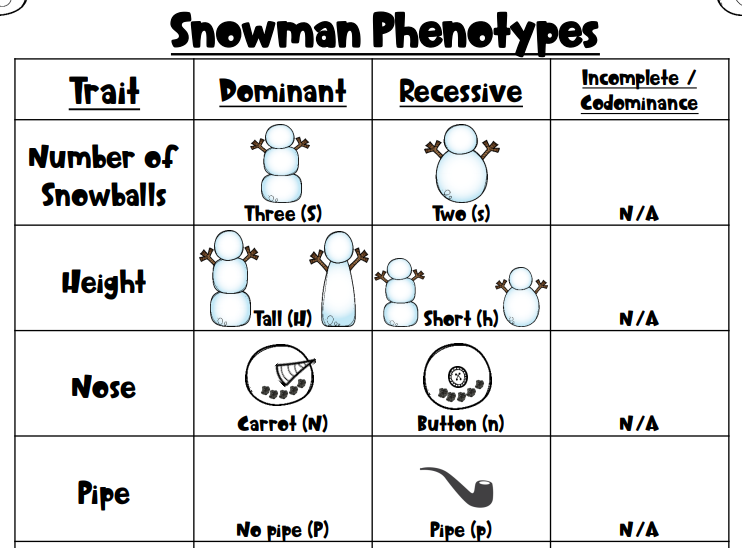 Snowman Phenotypes
Trait
Dominant
Recessive
Incomplete /
Codominance
Number of
Snowballs
Three (S)
Two (s)
N/A
Height
Tall (H)
Short (h)
N/A
Nose
Carrot (N)
Button (n)
N/A
Pipe
No pipe (P)
Pipe (p)
N/A